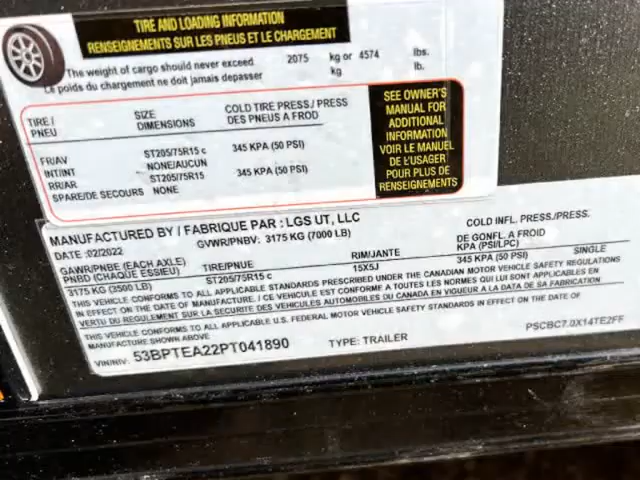 TIRE AND LOADING INFORMATION
RENSEIGNEMENTS SUR LES PNEUS ET LE CHARGEMENT
The weight of cargo should never exceed 2075 kg or 4574 lbs.
Le poids du chargement ne doit jamais depasser kg lb.
TIRE / PNEU
SIZE DIMENSIONS
COLD TIRE PRESS / PRESS DES PNEUS A FROD
FR/AV ST205/75R15 c 345 KPA (50 PSI)
INT/INT NONE/AUCUN
RR/AR ST205/75R15 345 KPA (50 PSI)
SPARE/DE SECOURS NONE
SEE OWNER'S
MANUAL FOR
ADDITIONAL
INFORMATION
VOIR LE MANUEL
DE L'USAGER
POUR PLUS DE
RENSEIGNEMENTS
MANUFACTURED BY / FABRIQUE PAR : LGS UT, LLC
DATE :02/2022 GVWR/PNBV: 3175 KG (7000 LB)
COLD INFL. PRESS./PRESS.
DE GONFL. A FROID
GAWR/PNBE (EACH AXLE) TIRE/PNUE RIM/JANTE KPA (PSI/LPC) SINGLE
PNBD (CHAQUE ESSIEU) ST205/75R15 c 15X5J 345 KPA (50 PSI)
3175 KG (3500 LB)
THIS VEHICLE CONFORMS TO ALL APPLICABLE STANDARDS PRESCRIBED UNDER THE CANADIAN MOTOR VEHICLE SAFETY REGULATIONS
IN EFFECT ON THE DATE OF MANUFACTURE. / CE VEHICULE EST CONFORME A TOUTES LES NORMES QUI LUI SONT APPLICABLES EN
VERTU DU REGULEMENT SUR LA SECURITE DES VEHICULES AUTOMOBILES DU CANADA EN VIGUEUR A LA DATE DE SA FABRICATION
THIS VEHICLE CONFORMS TO ALL APPLICABLE U.S. FEDERAL MOTOR VEHICLE SAFETY STANDARDS IN EFFECT ON THE DATE OF
MANUFACTURE SHOWN ABOVE
PSCBC7.0X14TE2FF
VIN/NIV: 53BPTEA22PT041890 TYPE: TRAILER